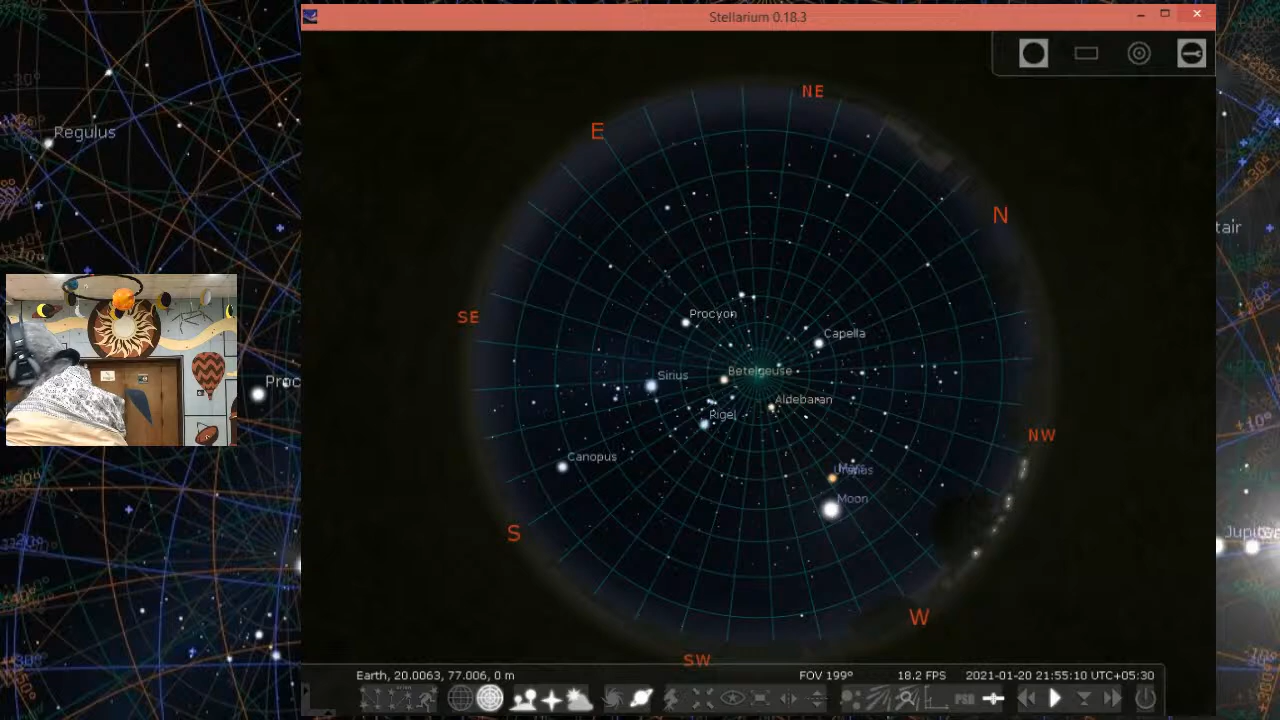 Stellarium 0.18.3
NE
E
Regulus
N
tair
SE
Procyon
Capella
Betelgeuse
Sirius
Proc
Aldebaran
Rigel
NW
Canopus
Uranus
Moon
S
Jupiter
W
SW
Earth, 20.0063, 77.006, 0 m
FOV 199°
18.2 FPS
2021-01-20 21:55:10 UTC+05:30